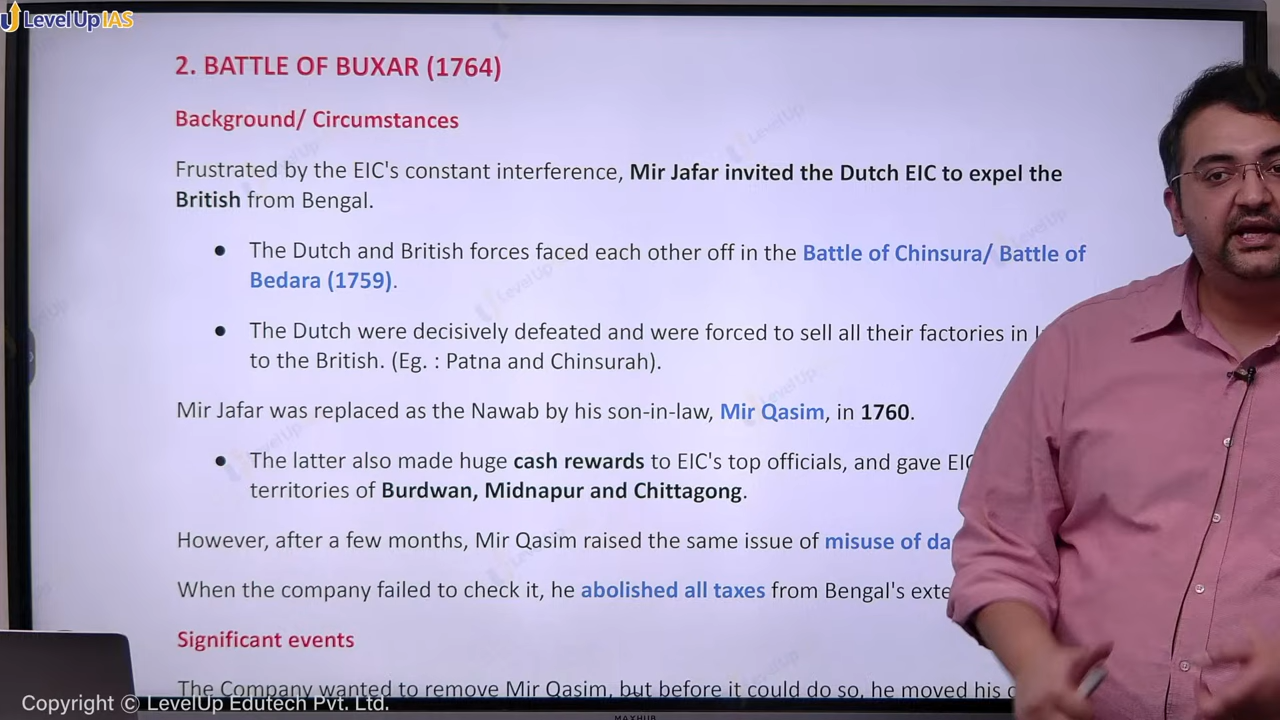 LevelUp IAS
2. BATTLE OF BUXAR (1764)
Background/ Circumstances
Frustrated by the EIC's constant interference, Mir Jafar invited the Dutch EIC to expel the
British from Bengal.
● The Dutch and British forces faced each other off in the Battle of Chinsura/ Battle of
Bedara (1759).
● The Dutch were decisively defeated and were forced to sell all their factories in
to the British. (Eg. : Patna and Chinsurah).
Mir Jafar was replaced as the Nawab by his son-in-law, Mir Qasim, in 1760.
● The latter also made huge cash rewards to EIC's top officials, and gave EIC
territories of Burdwan, Midnapur and Chittagong.
However, after a few months, Mir Qasim raised the same issue of misuse of da
When the company failed to check it, he abolished all taxes from Bengal's exte
Significant events
The Company wanted to remove Mir Qasim, but before it could do so, he moved his
Copyright © LevelUp Edutech Pvt. Ltd.
MAXHUB